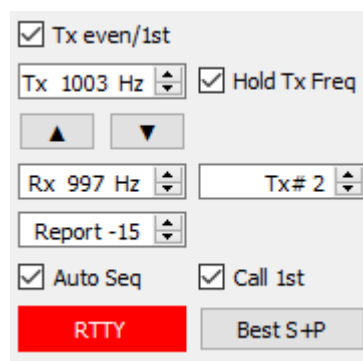 Tx even/1st
Tx 1003 Hz Hold Tx Freq
▲ ▼
Rx 997 Hz Tx# 2
Report -15
Auto Seq Call 1st
RTTY Best S+P